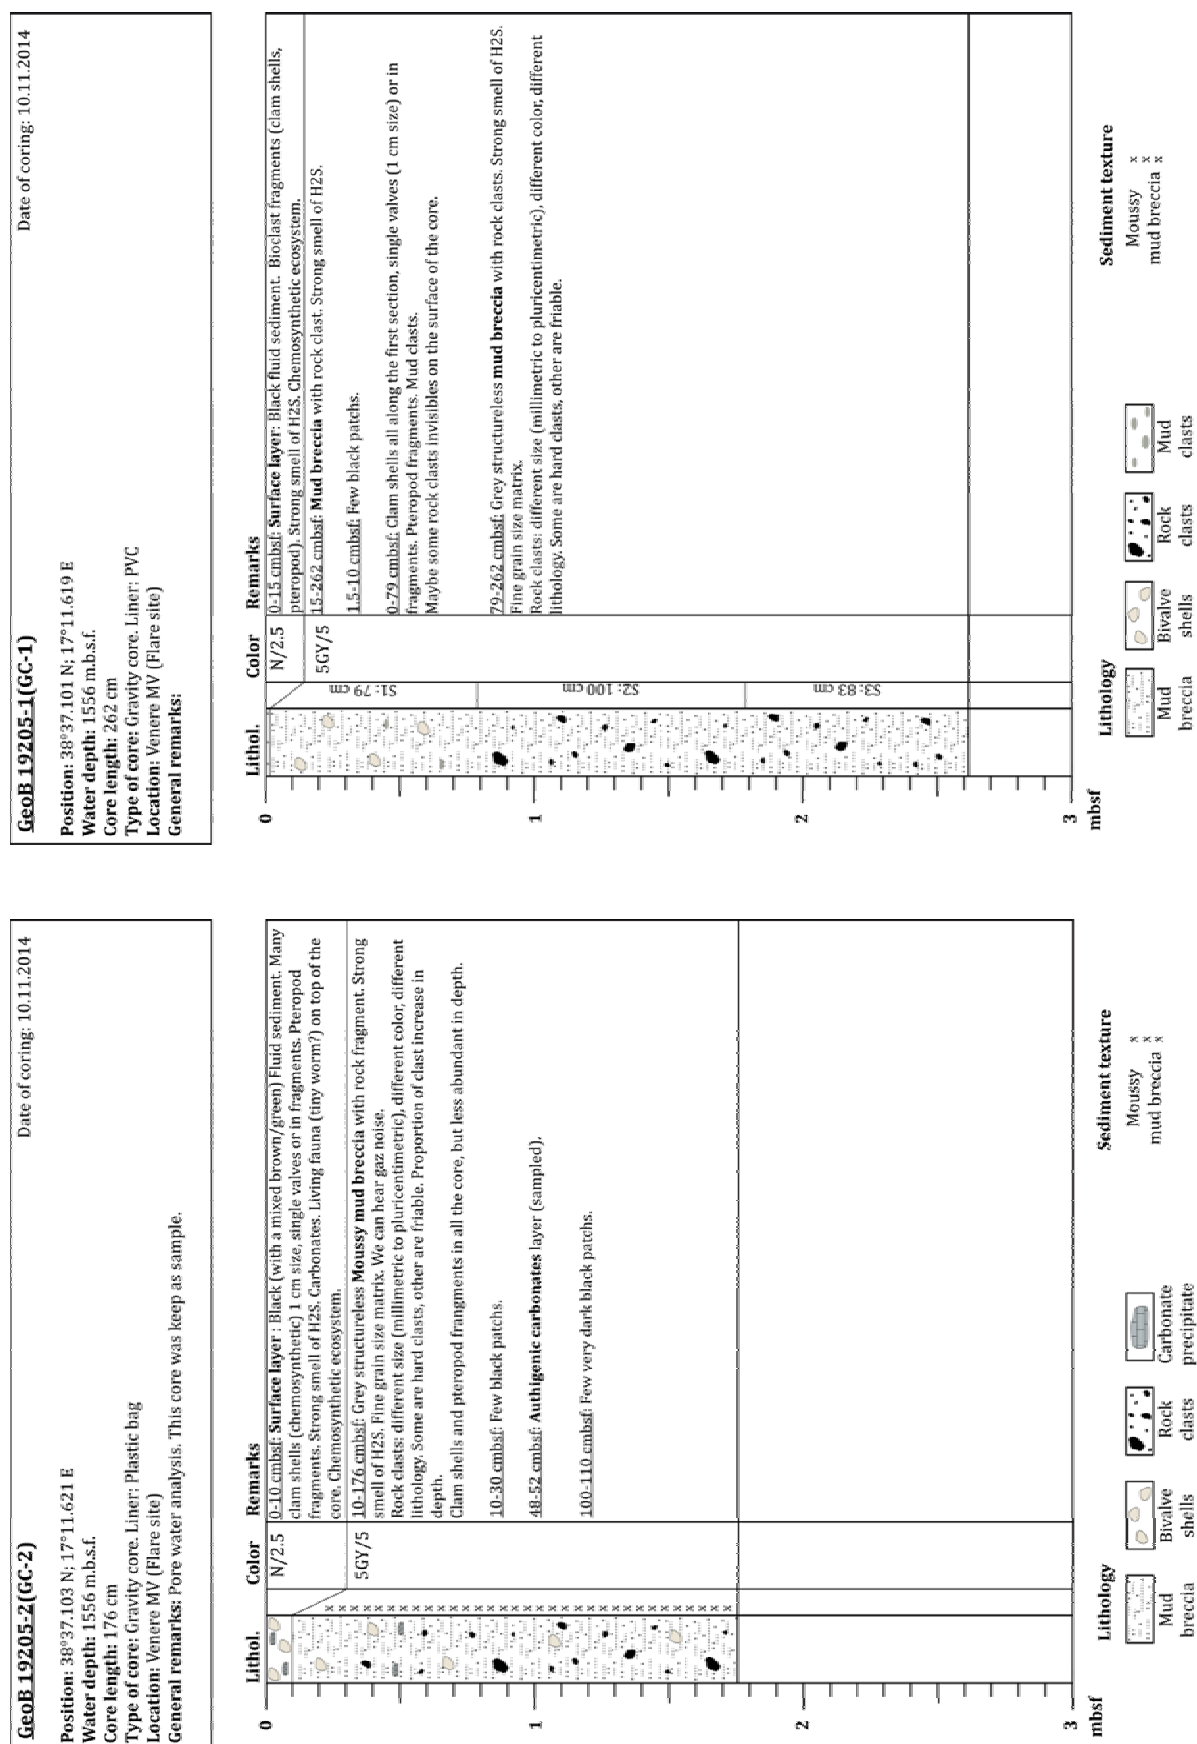 GeoB 19205-1(GC-1)
Date of coring: 10.11.2014
Position: 38°37.101 N; 17°11.619 E
Water depth: 1556 m.b.s.f.
Core length: 262 cm
Type of core: Gravity core. Liner: PVC
Location: Venere MV (Flare site)
General remarks:
Lithol.
Color
Remarks
0
1
2
3
mbsf
S1: 79 cm
S2: 100 cm
S3: 83 cm
N/2.5
5GY/5
0-15 cmbsf: Surface layer: Black fluid sediment. Bioclast fragments (clam shells,
pteropod). Strong smell of H2S. Chemosynthetic ecosystem.
15-262 cmbsf: Mud breccia with rock clast. Strong smell of H2S.
1.5-10 cmbsf: Few black patchs.
0-79 cmbsf: Clam shells all along the first section, single valves (1 cm size) or in
fragments. Pteropod fragments. Mud clasts.
Maybe some rock clasts invisibles on the surface of the core.
79-262 cmbsf: Grey structureless mud breccia with rock clasts. Strong smell of H2S.
Fine grain size matrix.
Rock clasts: different size (millimetric to pluricentimetric), different color, different
lithology. Some are hard clasts, other are friable.
Lithology
Mud
breccia
Bivalve
shells
Rock
clasts
Mud
clasts
Sediment texture
Moussy
mud breccia
x
x
x
GeoB 19205-2(GC-2)
Date of coring: 10.11.2014
Position: 38°37.103 N; 17°11.621 E
Water depth: 1556 m.b.s.f.
Core length: 176 cm
Type of core: Gravity core. Liner: Plastic bag
Location: Venere MV (Flare site)
General remarks: Pore water analysis. This core was keep as sample.
Lithol.
Color
Remarks
0
1
2
3
mbsf
N/2.5
5GY/5
0-10 cmbsf: Surface layer : Black (with a mixed brown/green) Fluid sediment. Many
clam shells (chemosynthetic) 1 cm size, single valves or in fragments. Pteropod
fragments. Strong smell of H2S. Carbonates. Living fauna (tiny worm?) on top of the
core. Chemosynthetic ecosystem.
10-176 cmbsf: Grey structureless Moussy mud breccia with rock fragment. Strong
smell of H2S. Fine grain size matrix. We can hear gaz noise.
Rock clasts: different size (millimetric to pluricentimetric), different color, different
lithology. Some are hard clasts, other are friable. Proportion of clast increase in
depth.
Clam shells and pteropod frangments in all the core, but less abundant in depth.
10-30 cmbsf: Few black patchs.
48-52 cmbsf: Authigenic carbonates layer (sampled).
100-110 cmbsf: Few very dark black patchs.
Lithology
Mud
breccia
Bivalve
shells
Rock
clasts
Carbonate
precipitate
Sediment texture
Moussy
mud breccia
x
x
x